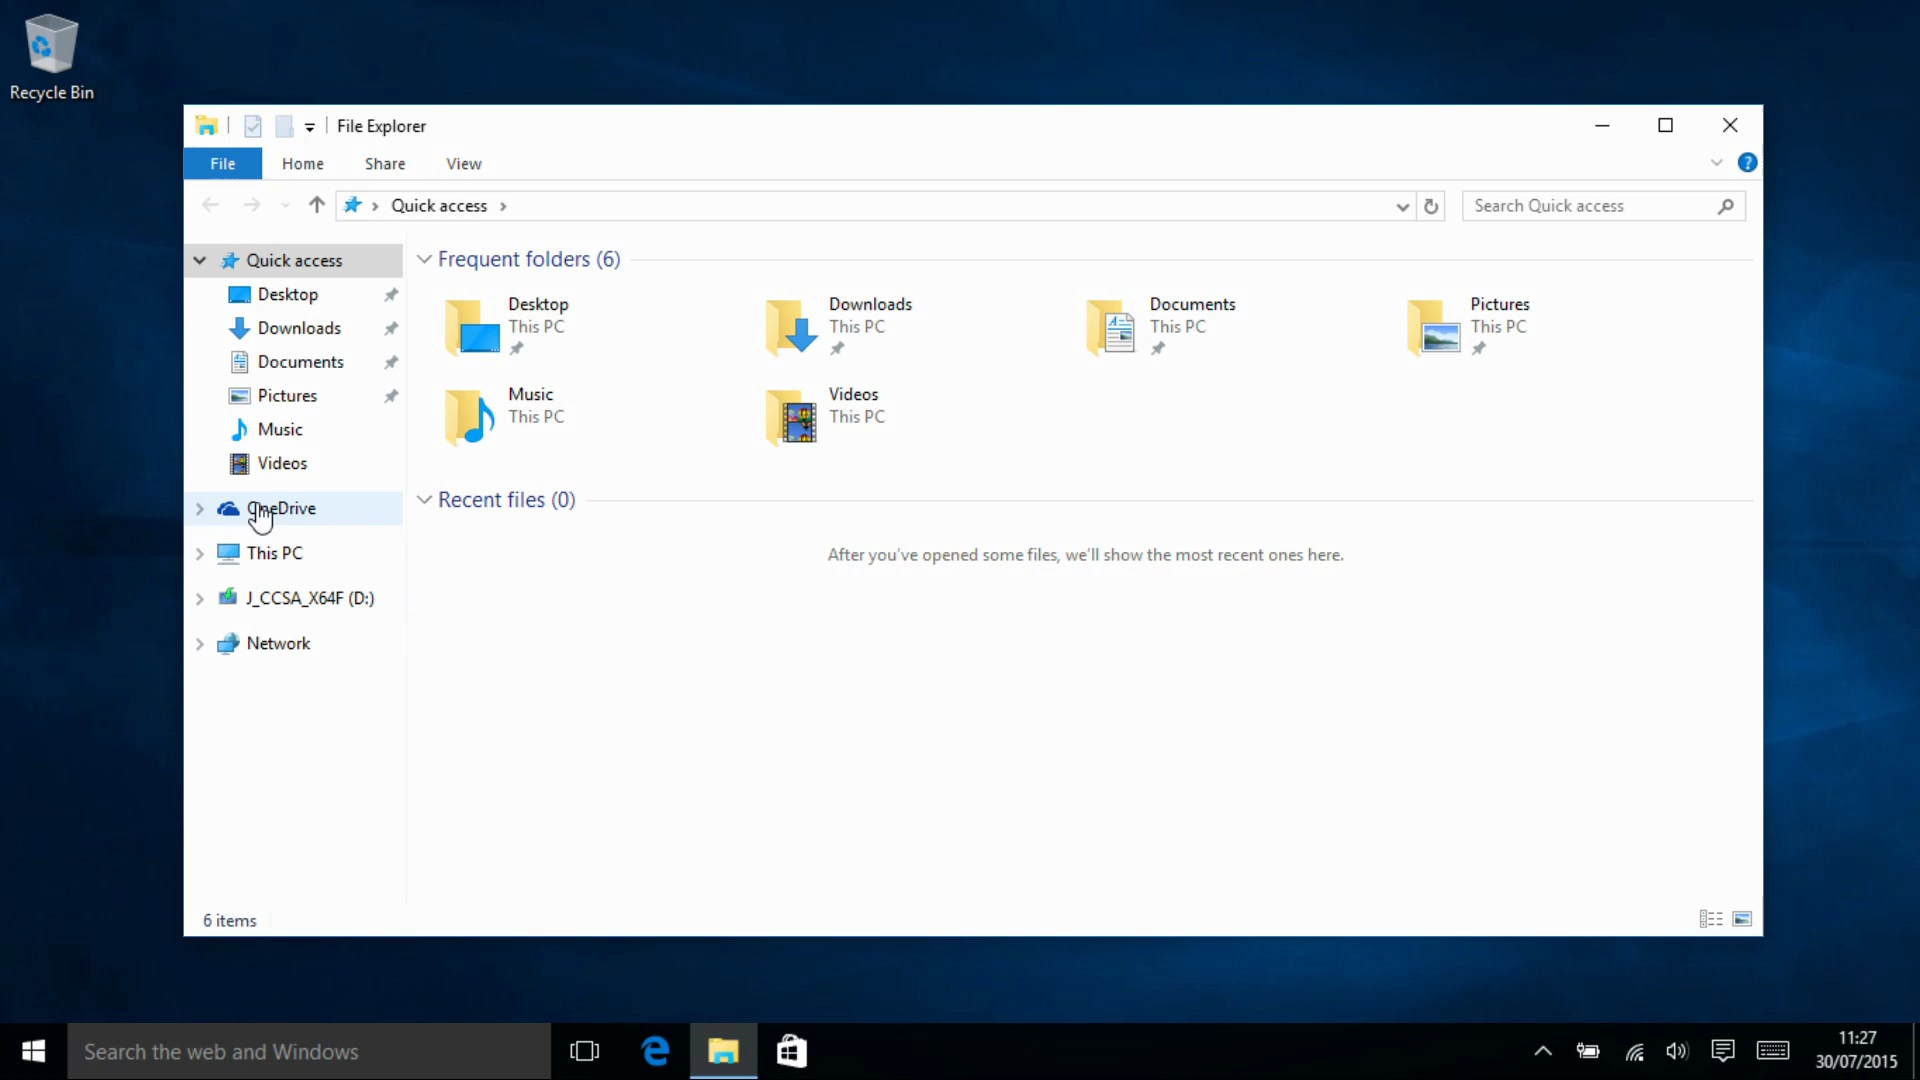 Recycle Bin
File Explorer
File Home Share View
Quick access
Search Quick access
Quick access
Desktop
Downloads
Documents
Pictures
Music
Videos
OneDrive
This PC
J_CCSA_X64F (D:)
Network
Frequent folders (6)
Desktop
This PC
Downloads
This PC
Documents
This PC
Pictures
This PC
Music
This PC
Videos
This PC
Recent files (0)
After you've opened some files, we'll show the most recent ones here.
6 items
Search the web and Windows
11:27
30/07/2015